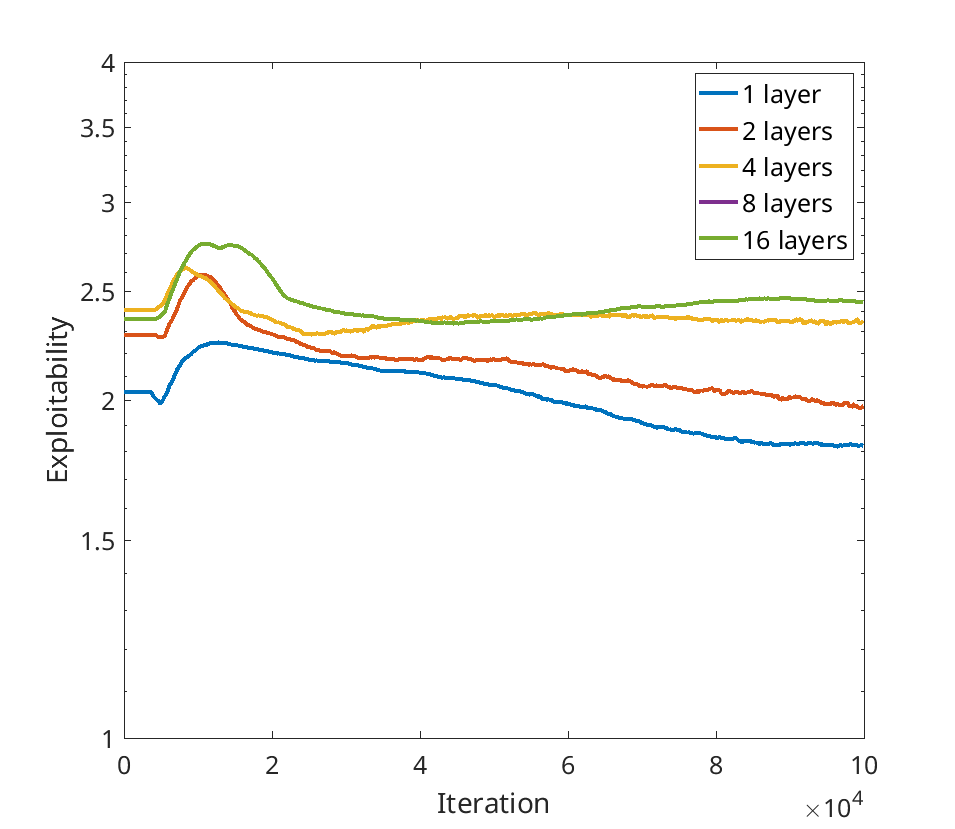 4
3.5
3
2.5
2
1.5
1
Exploitability
1 layer
2 layers
4 layers
8 layers
16 layers
0 2 4 6 8 10
Iteration
×10^4